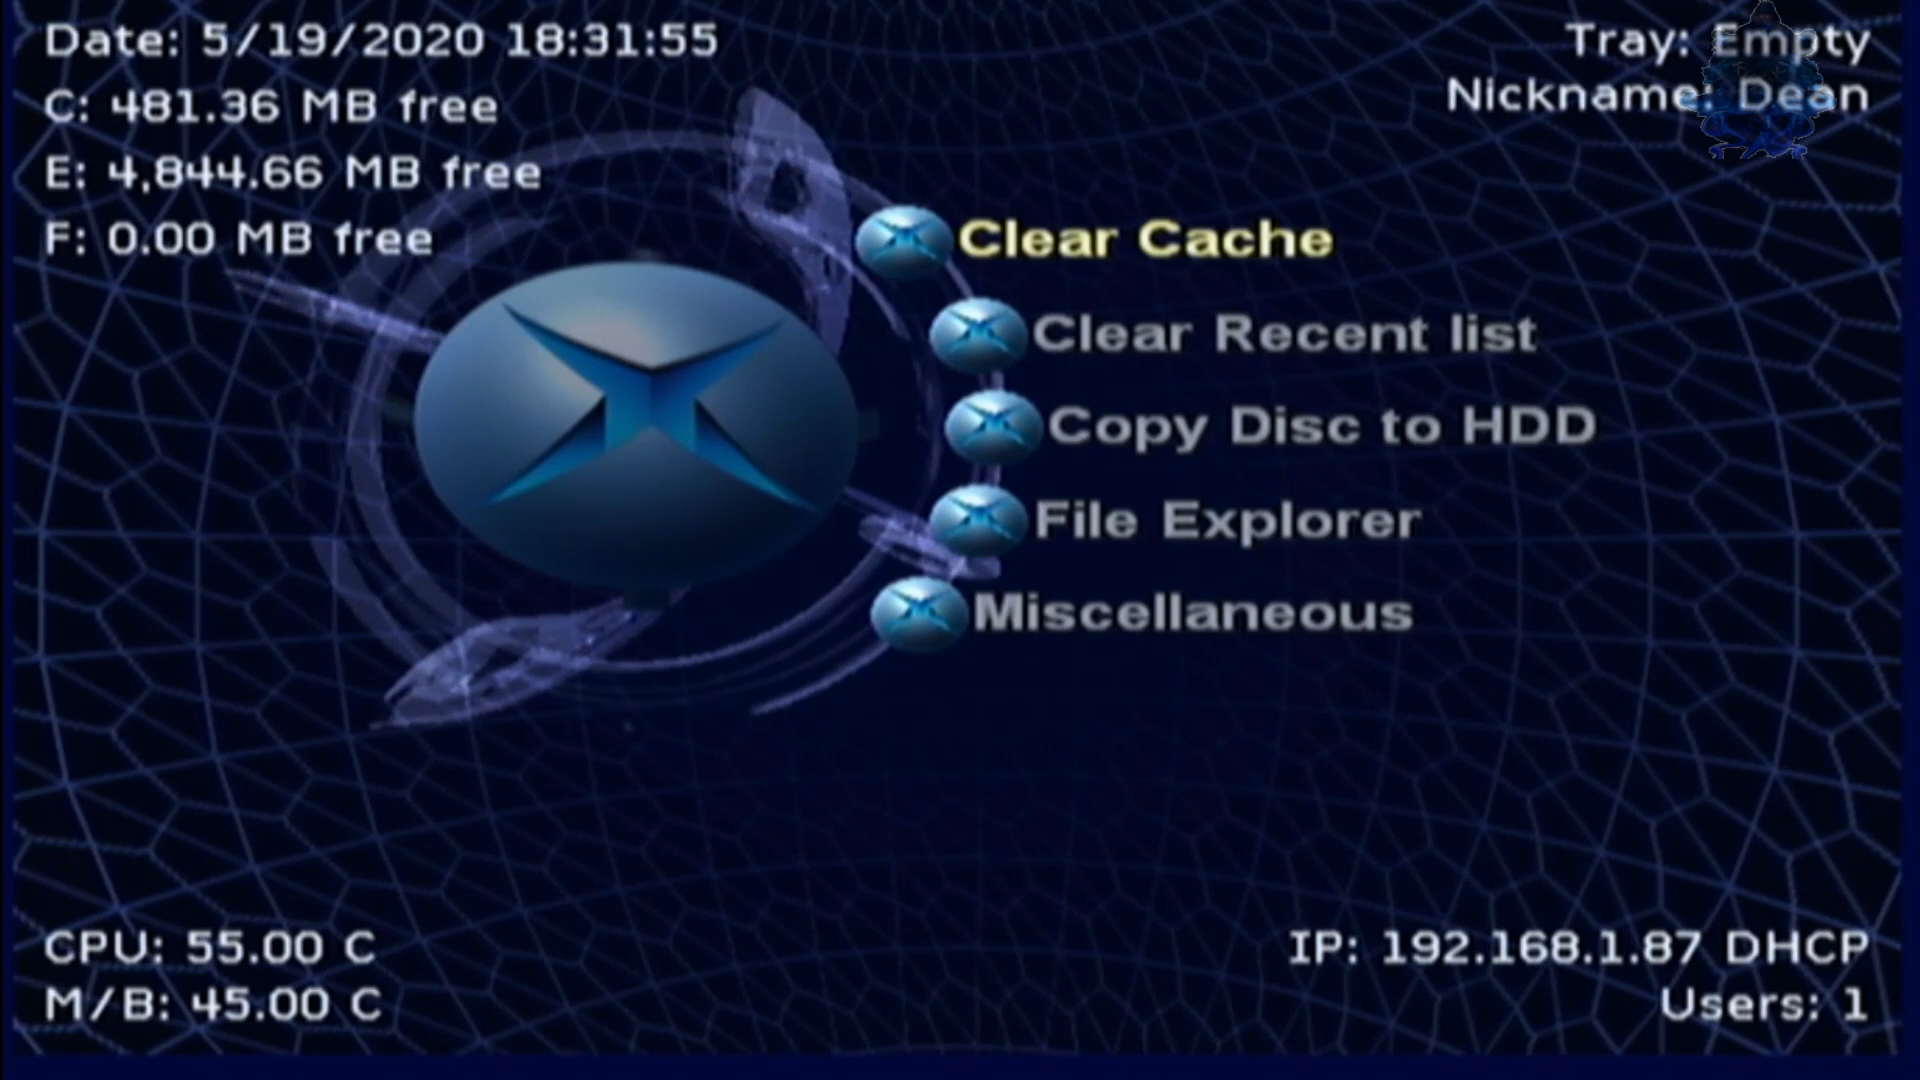 Date: 5/19/2020 18:31:55
C: 481.36 MB free
E: 4,844.66 MB free
F: 0.00 MB free
Tray: Empty
Nickname: Dean
Clear Cache
Clear Recent list
Copy Disc to HDD
File Explorer
Miscellaneous
CPU: 55.00 C
M/B: 45.00 C
IP: 192.168.1.87 DHCP
Users: 1